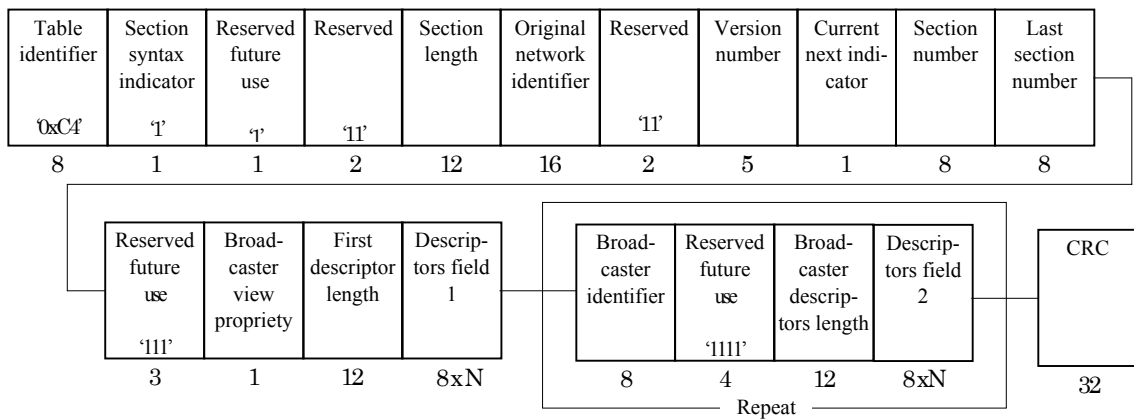 Table
identifier
‘0xC4’
8
Section
syntax
indicator
‘1’
1
Reserved
future
use
‘1’
1
Reserved
‘11’
2
Section
length
12
Original
network
identifier
16
Reserved
‘11’
2
Version
number
5
Current
next indi-
cator
1
Section
number
8
Last
section
number
8
Reserved
future
use
‘111’
3
Broad-
caster
view
propriety
1
First
descriptor
length
12
Descrip-
tors field
1
8xN
Broad-
caster
identifier
8
Reserved
future
use
‘1111’
4
Broad-
caster
descrip-
tors length
12
Descrip-
tors field
2
8xN
Repeat
CRC
32